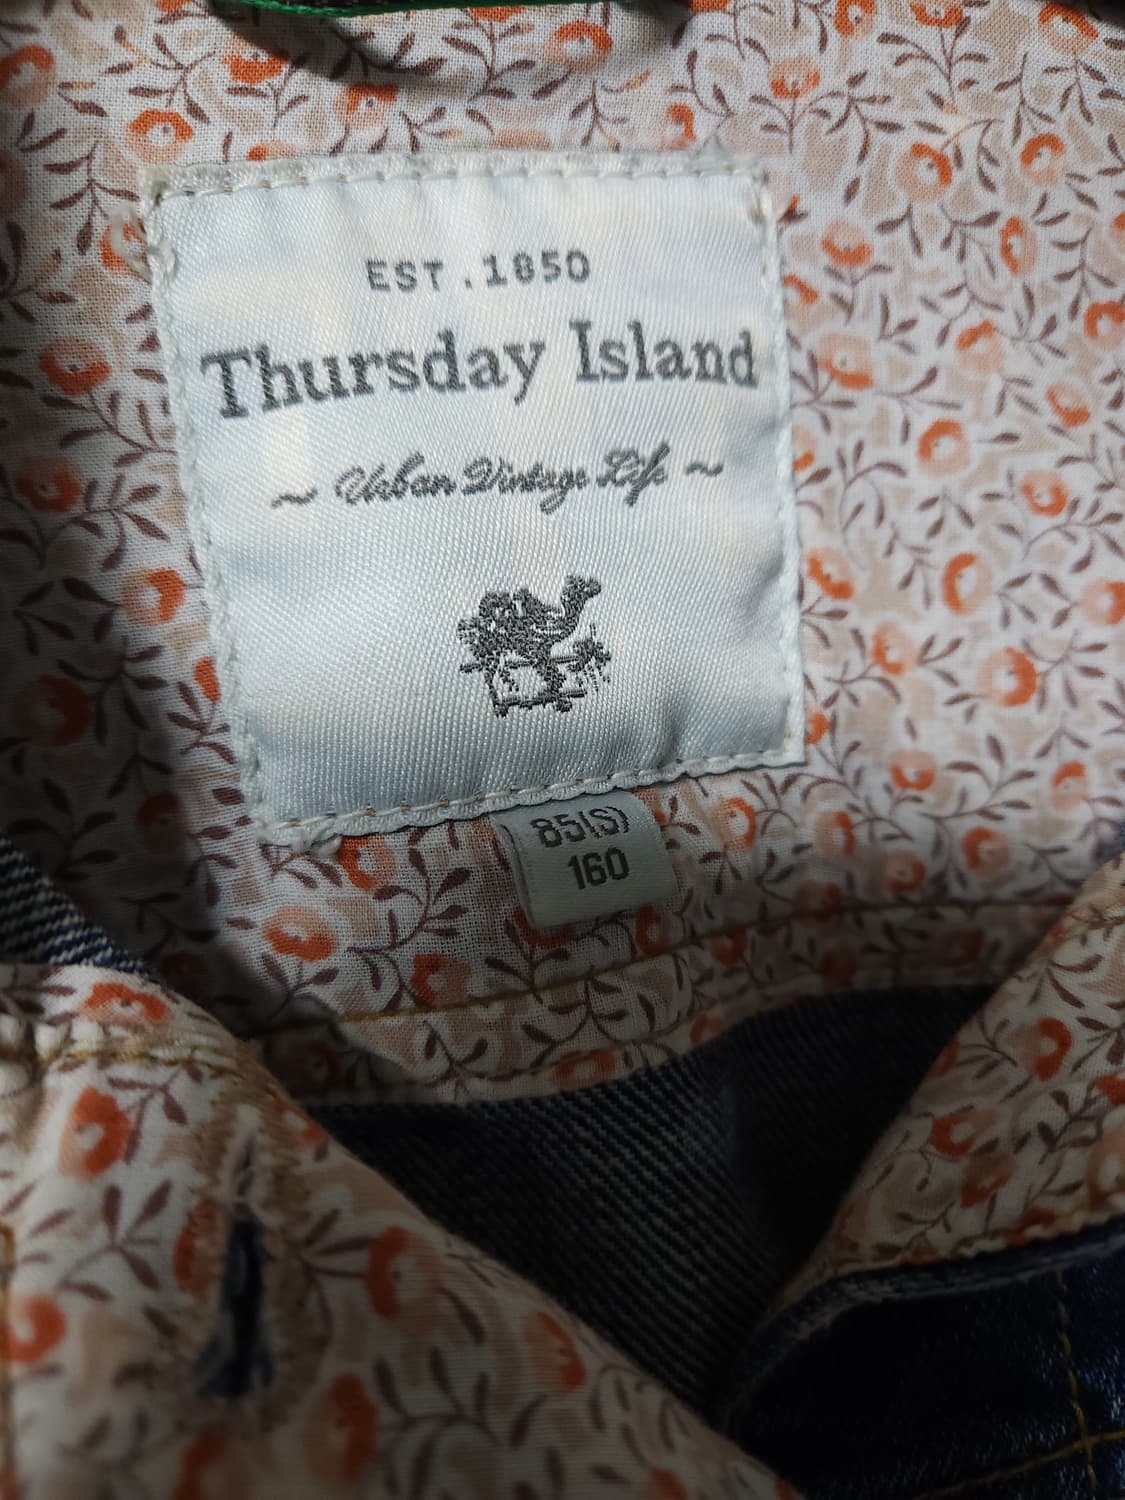 EST.1850
Thursday Island
~ Urban Vintage Life ~
85(S)
160